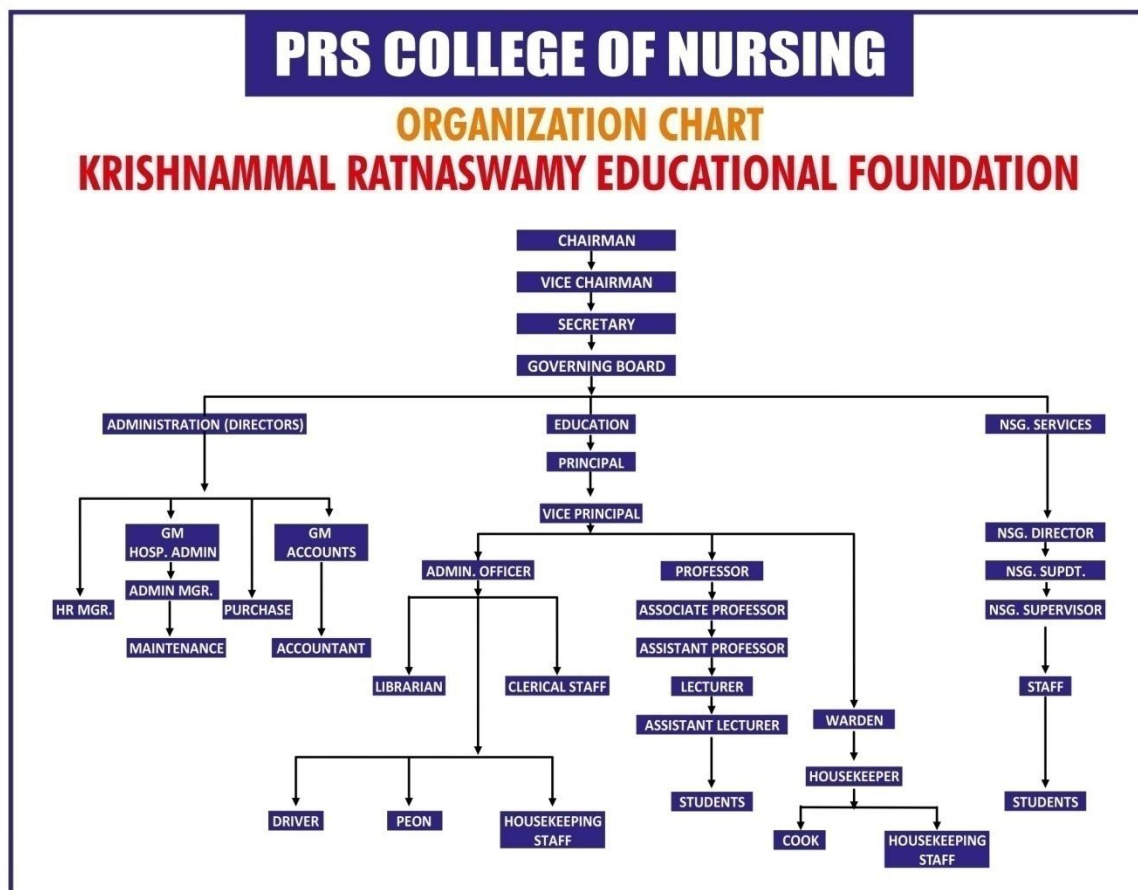 PRS COLLEGE OF NURSING
ORGANIZATION CHART
KRISHNAMMAL RATNASWAMY EDUCATIONAL FOUNDATION
CHAIRMAN
VICE CHAIRMAN
SECRETARY
GOVERNING BOARD
ADMINISTRATION (DIRECTORS)
EDUCATION
NSG. SERVICES
PRINCIPAL
VICE PRINCIPAL
GM
HOSP. ADMIN
GM
ACCOUNTS
HR MGR.
ADMIN MGR.
PURCHASE
MAINTENANCE
ACCOUNTANT
ADMIN. OFFICER
LIBRARIAN
CLERICAL STAFF
DRIVER
PEON
HOUSEKEEPING
STAFF
PROFESSOR
ASSOCIATE PROFESSOR
ASSISTANT PROFESSOR
LECTURER
ASSISTANT LECTURER
STUDENTS
WARDEN
HOUSEKEEPER
COOK
HOUSEKEEPING
STAFF
NSG. DIRECTOR
NSG. SUPDT.
NSG. SUPERVISOR
STAFF
STUDENTS